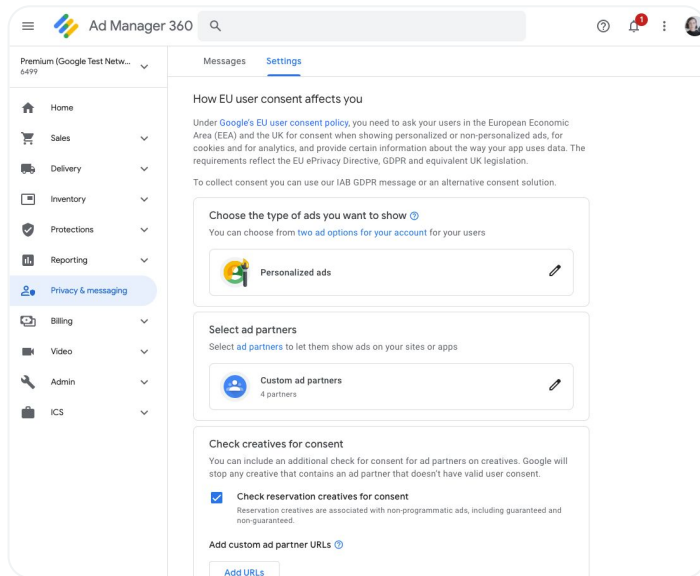 Ad Manager 360
1
Premium (Google Test Netw...
6499
Messages
Settings
Home
Sales
Delivery
Inventory
Protections
Reporting
Privacy & messaging
Billing
Video
Admin
ICS
How EU user consent affects you
Under Google's EU user consent policy, you need to ask your users in the European Economic
Area (EEA) and the UK for consent when showing personalized or non-personalized ads, for
cookies and for analytics, and provide certain information about the way your app uses data. The
requirements reflect the EU ePrivacy Directive, GDPR and equivalent UK legislation.
To collect consent you can use our IAB GDPR message or an alternative consent solution.
Choose the type of ads you want to show
You can choose from two ad options for your account for your users
Personalized ads
Select ad partners
Select ad partners to let them show ads on your sites or apps
Custom ad partners
4 partners
Check creatives for consent
You can include an additional check for consent for ad partners on creatives. Google will
stop any creative that contains an ad partner that doesn't have valid user consent.
Check reservation creatives for consent
Reservation creatives are associated with non-programmatic ads, including guaranteed and
non-guaranteed.
Add custom ad partner URLs
Add URLs